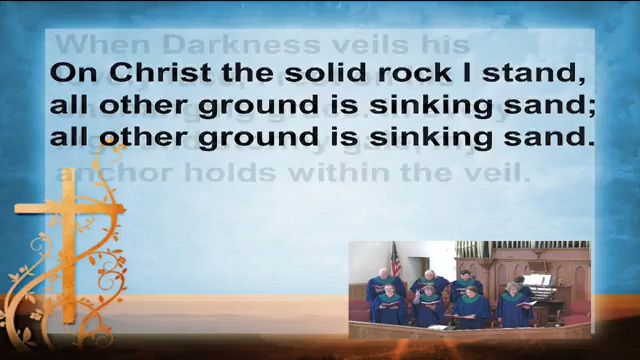 When Darkness veils his
On Christ the solid rock I stand,
all other ground is sinking sand;
all other ground is sinking sand.
anchor holds within the veil.